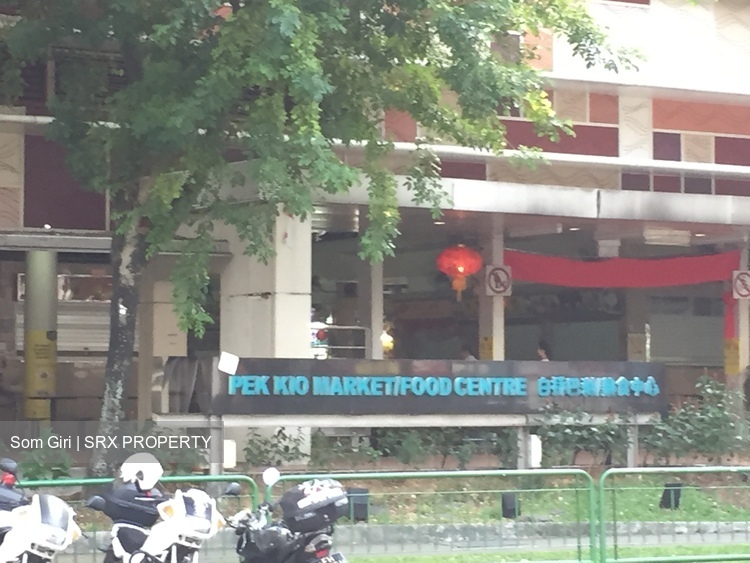 PEK KIO MARKET/FOOD CENTRE 白桥巴刹/熟食中心
Som Giri | SRX PROPERTY